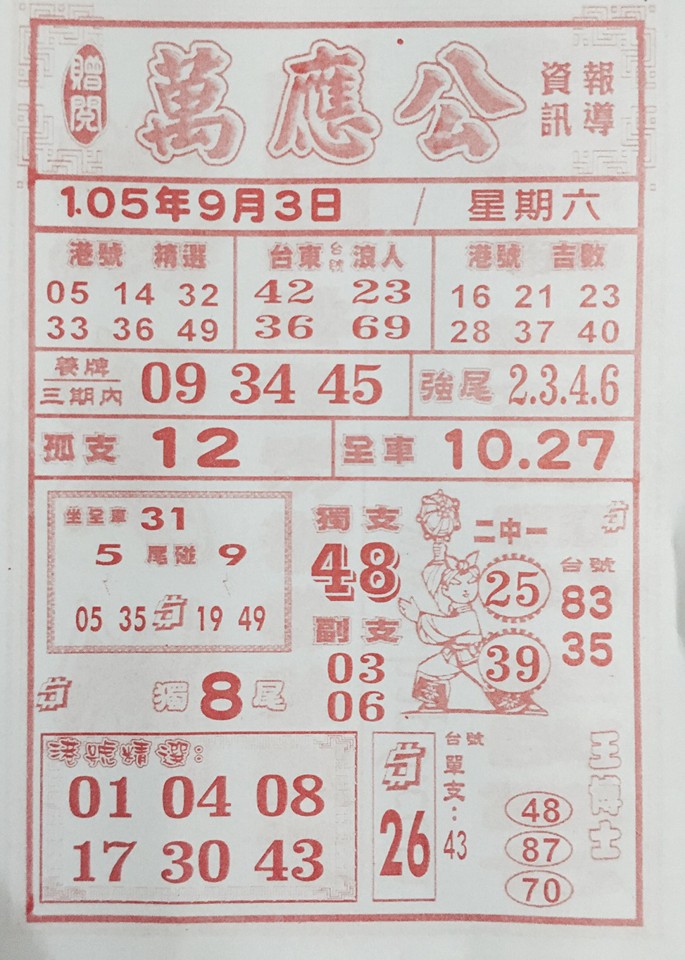 贈閱 萬應公 資訊 報導
1.05年9月3日 / 星期六
港號 精選
05 14 32
33 36 49
台東 台號 浪人
42 23
36 69
港號 吉數
16 21 23
28 37 40
養牌 三期內 09 34 45
強尾 2.3.4.6
孤支 12
全車 10.27
坐全車 31
5 尾碰 9
05 35 19 49
獨 8 尾
獨支
48
副支
03
06
二中一
25
39
台號
83
35
港號精選:
01 04 08
17 30 43
26
台號
單支:43
48
87
70
王博士